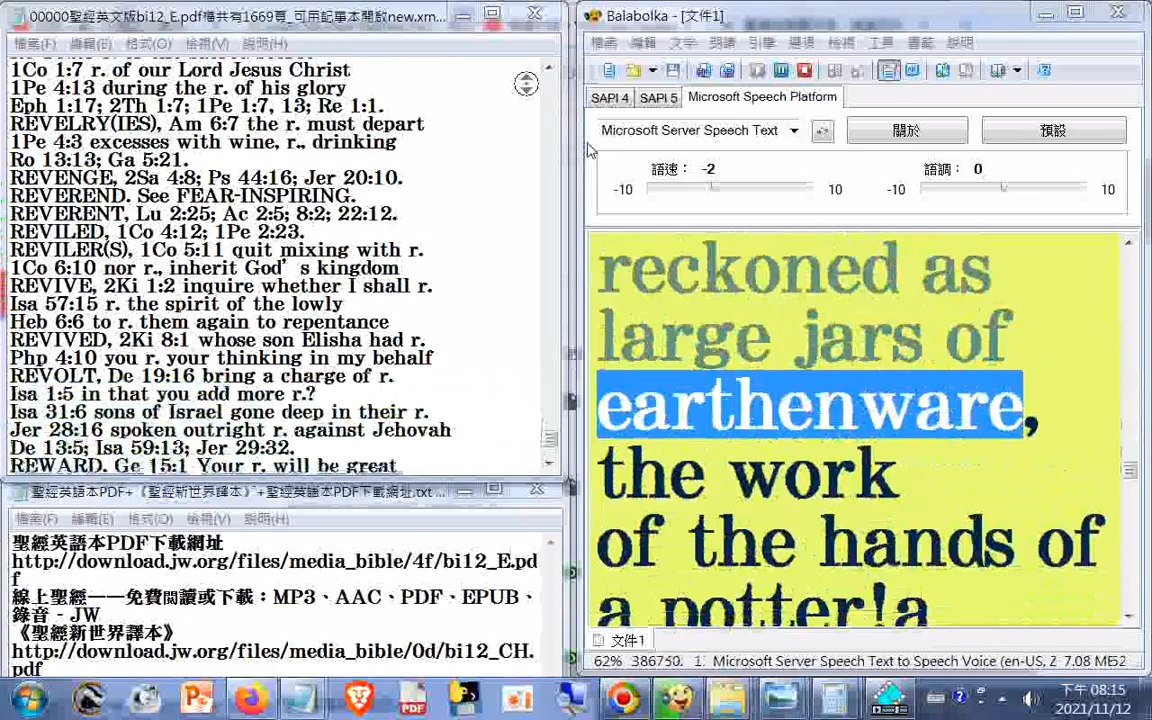 00000聖經英文版bi12_E.pdf檔共有1669頁_可用記事本開啟new.xm...
檔案(F) 編輯(E) 格式(O) 檢視(V) 說明(H)
1Co 1:7 r. of our Lord Jesus Christ
1Pe 4:13 during the r. of his glory
Eph 1:17; 2Th 1:7; 1Pe 1:7, 13; Re 1:1.
REVELRY(IES), Am 6:7 the r. must depart
1Pe 4:3 excesses with wine, r., drinking
Ro 13:13; Ga 5:21.
REVENGE, 2Sa 4:8; Ps 44:16; Jer 20:10.
REVEREND. See FEAR-INSPIRING.
REVERENT, Lu 2:25; Ac 2:5; 8:2; 22:12.
REVILED, 1Co 4:12; 1Pe 2:23.
REVILER(S), 1Co 5:11 quit mixing with r.
1Co 6:10 nor r., inherit God's kingdom
REVIVE, 2Ki 1:2 inquire whether I shall r.
Isa 57:15 r. the spirit of the lowly
Heb 6:6 to r. them again to repentance
REVIVED, 2Ki 8:1 whose son Elisha had r.
Php 4:10 you r. your thinking in my behalf
REVOLT, De 19:16 bring a charge of r.
Isa 1:5 in that you add more r.?
Isa 31:6 sons of Israel gone deep in their r.
Jer 28:16 spoken outright r. against Jehovah
De 13:5; Isa 59:13; Jer 29:32.
REWARD. Ge 15:1 Your r. will be great
聖經英語本PDF+《聖經新世界譯本》+聖經英語本PDF下載網址.txt ...
檔案(F) 編輯(E) 格式(O) 檢視(V) 說明(H)
聖經英語本PDF下載網址
http://download.jw.org/files/media_bible/4f/bi12_E.pd
f
線上聖經——免費閱讀或下載：MP3、AAC、PDF、EPUB、
錄音 - JW
《聖經新世界譯本》
http://download.jw.org/files/media_bible/0d/bi12_CH.
pdf
Balabolka - [文件1]
檔案 編輯 文字 朗讀 引擎 選項 檢視 工具 書籤 說明
SAPI 4 SAPI 5 Microsoft Speech Platform
Microsoft Server Speech Text 關於 預設
語速： -2 語調： 0
-10 10 -10 10
reckoned as
large jars of
earthenware,
the work
of the hands of
a potter!a
文件1
62% 386750. Microsoft Server Speech Text to Speech Voice (en-US, Z 7.08 ME52
下午 08:15
2021/11/12